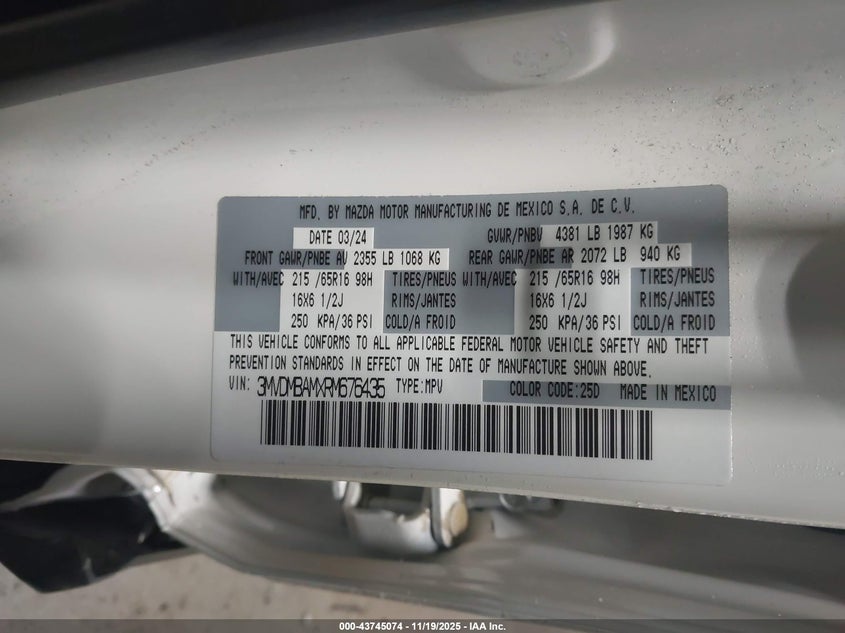 MFD. BY MAZDA MOTOR MANUFACTURING DE MEXICO S.A. DE C.V.
DATE 03/24 GVWR/PNBV 4381 LB 1987 KG
FRONT GAWR/PNBE AV 2355 LB 1068 KG REAR GAWR/PNBE AR 2072 LB 940 KG
WITH/AVEC 215 /65R16 98H TIRES/PNEUS WITH/AVEC 215 /65R16 98H TIRES/PNEUS
16X6 1/2J RIMS/JANTES 16X6 1/2J RIMS/JANTES
250 KPA/36 PSI COLD/A FROID 250 KPA/36 PSI COLD/A FROID
THIS VEHICLE CONFORMS TO ALL APPLICABLE FEDERAL MOTOR VEHICLE SAFETY AND THEFT
PREVENTION STANDARDS IN EFFECT ON THE DATE OF MANUFACTURE SHOWN ABOVE.
VIN: 3MVDMBAMXRM676435 TYPE:MPV COLOR CODE:25D MADE IN MEXICO
000-43745074 - 11/19/2025 - IAA Inc.